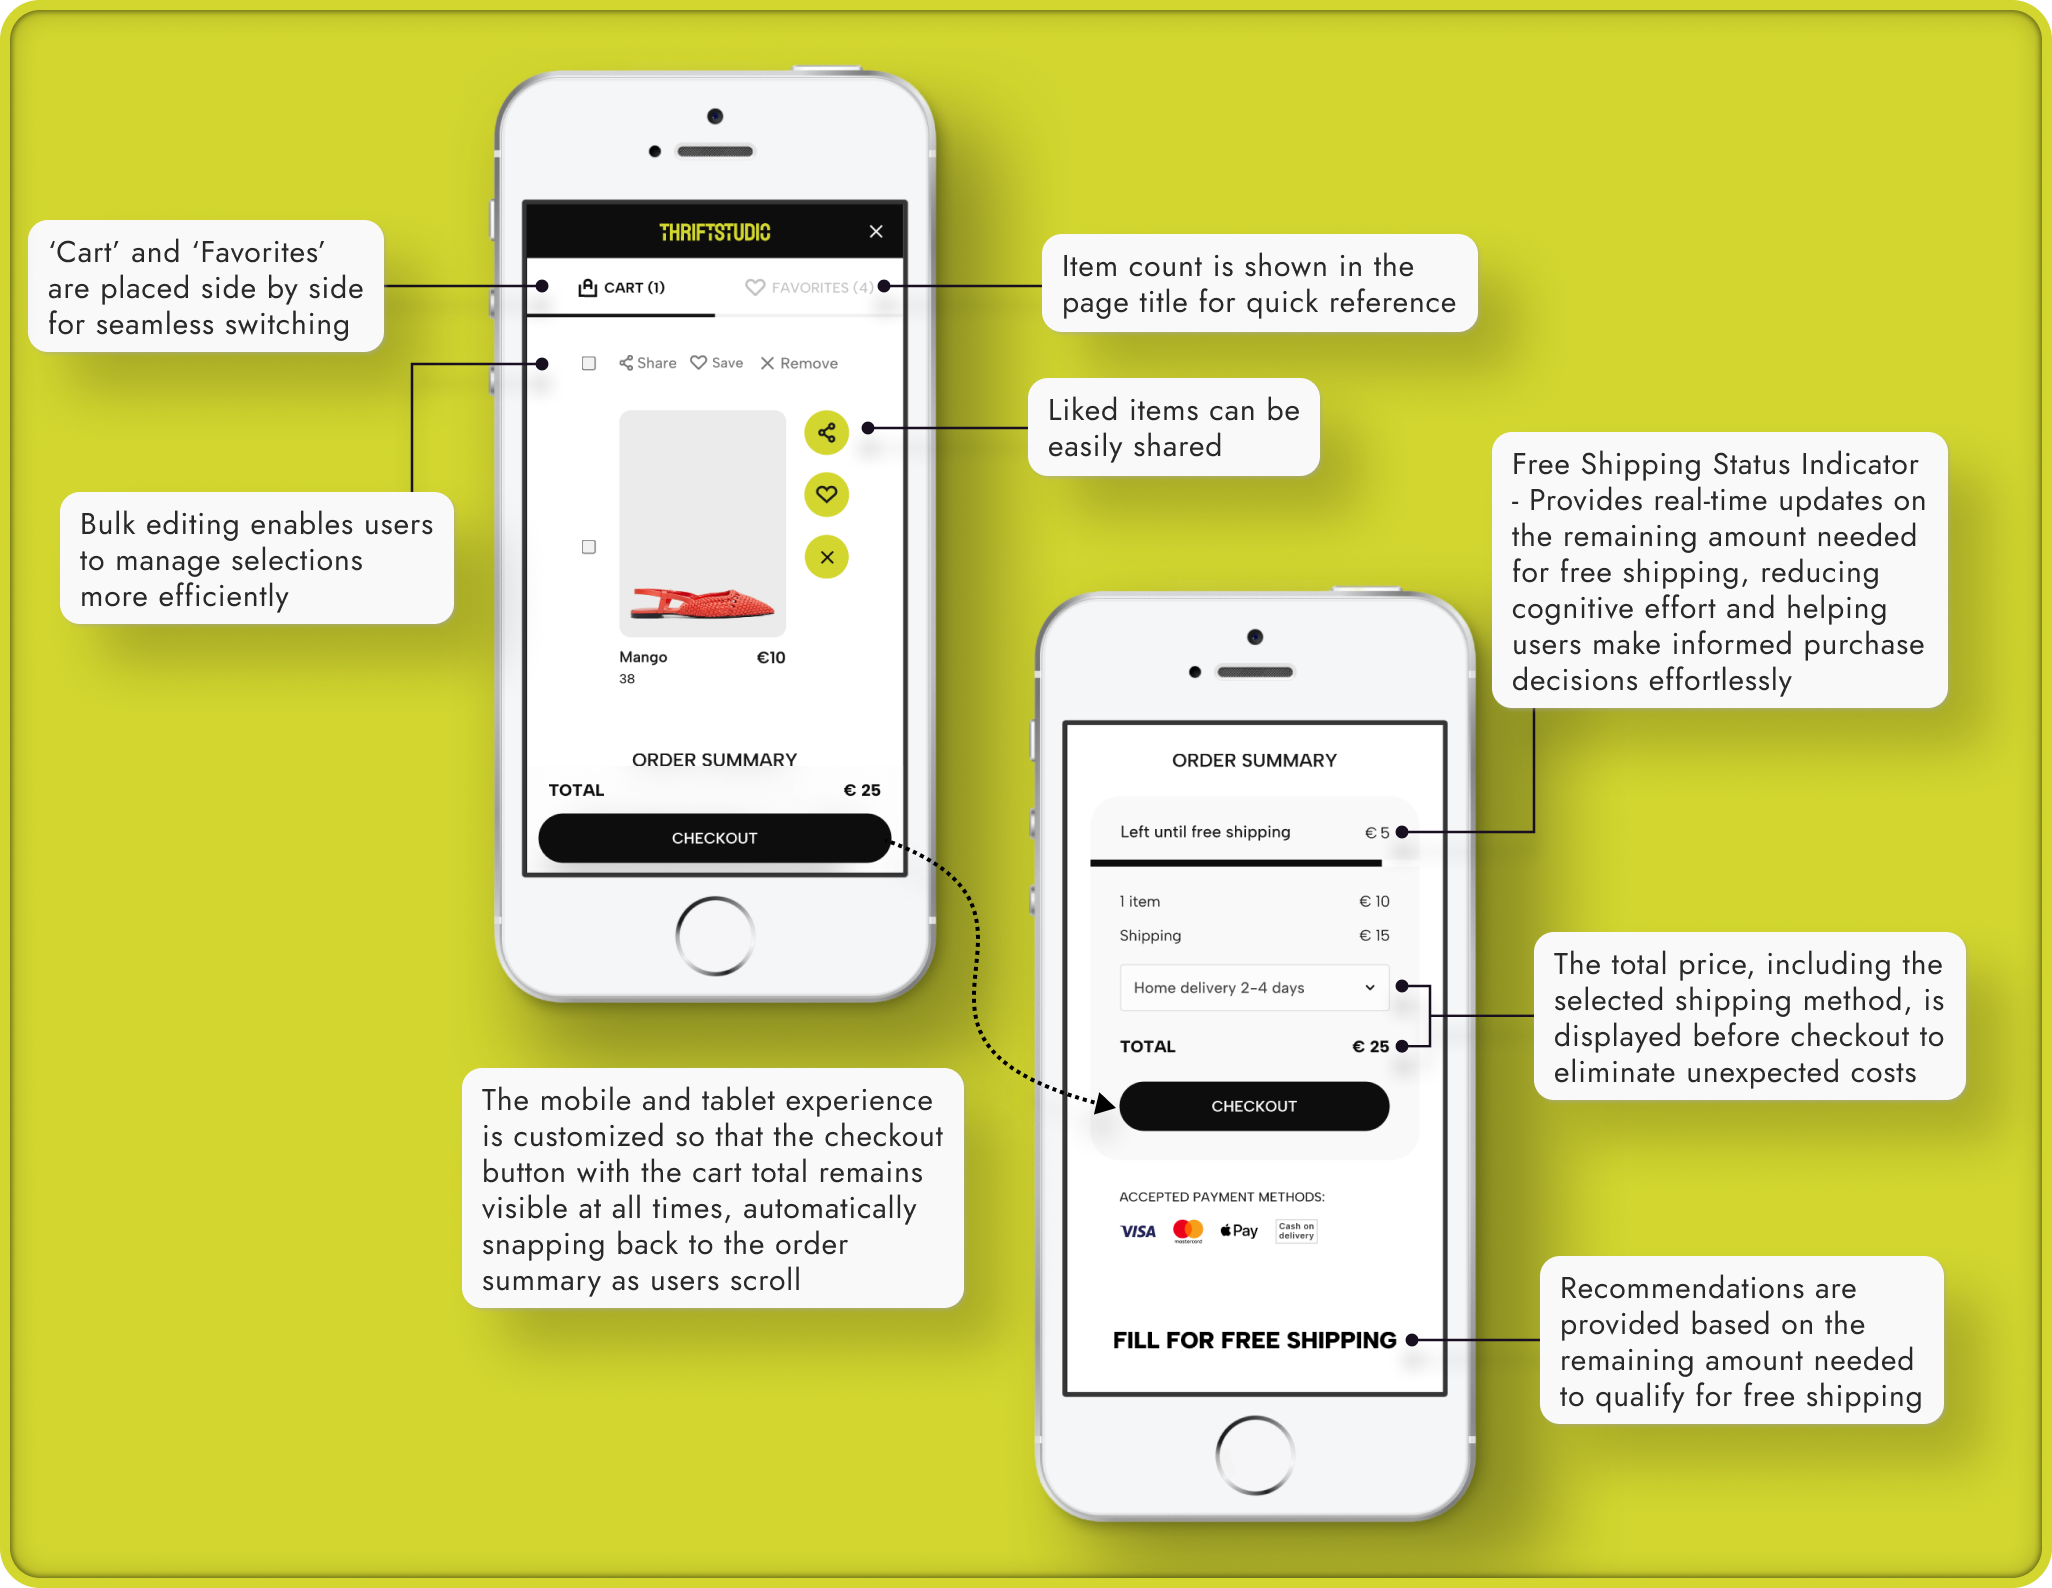 ‘Cart’ and ‘Favorites’
are placed side by side
for seamless switching
Bulk editing enables users
to manage selections
more efficiently
THRIFTSTUDIO
CART (1)
FAVORITES (4)
Share
Save
Remove
Mango
€10
38
ORDER SUMMARY
TOTAL
€ 25
CHECKOUT
Item count is shown in the
page title for quick reference
Liked items can be
easily shared
Free Shipping Status Indicator
- Provides real-time updates on
the remaining amount needed
for free shipping, reducing
cognitive effort and helping
users make informed purchase
decisions effortlessly
The mobile and tablet experience
is customized so that the checkout
button with the cart total remains
visible at all times, automatically
snapping back to the order
summary as users scroll
ORDER SUMMARY
Left until free shipping
€ 5
1 item
€ 10
Shipping
€ 15
Home delivery 2-4 days
TOTAL
€ 25
CHECKOUT
ACCEPTED PAYMENT METHODS:
VISA
mastercard
Pay
Cash on
delivery
FILL FOR FREE SHIPPING
The total price, including the
selected shipping method, is
displayed before checkout to
eliminate unexpected costs
Recommendations are
provided based on the
remaining amount needed
to qualify for free shipping